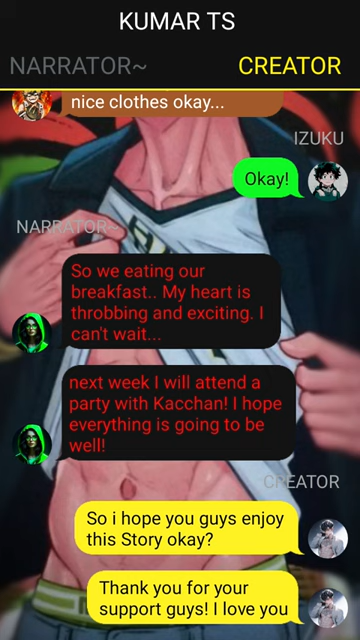 KUMAR TS
NARRATOR~ CREATOR
nice clothes okay...
IZUKU
Okay!
NARRATOR~
So we eating our
breakfast.. My heart is
throbbing and exciting. I
can't wait...
next week I will attend a
party with Kacchan! I hope
everything is going to be
well!
CREATOR
So i hope you guys enjoy
this Story okay?
Thank you for your
support guys! I love you